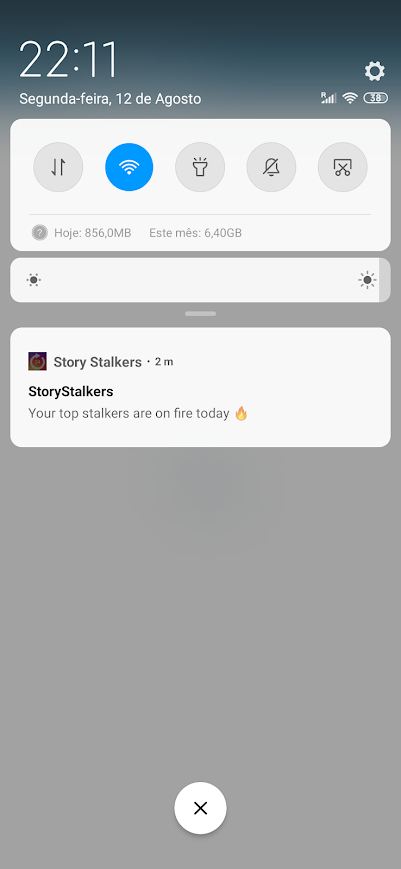 22:11
Segunda-feira, 12 de Agosto
R
38
? Hoje: 856,0MB Este mês: 6,40GB
Story Stalkers · 2 m
StoryStalkers
Your top stalkers are on fire today 🔥